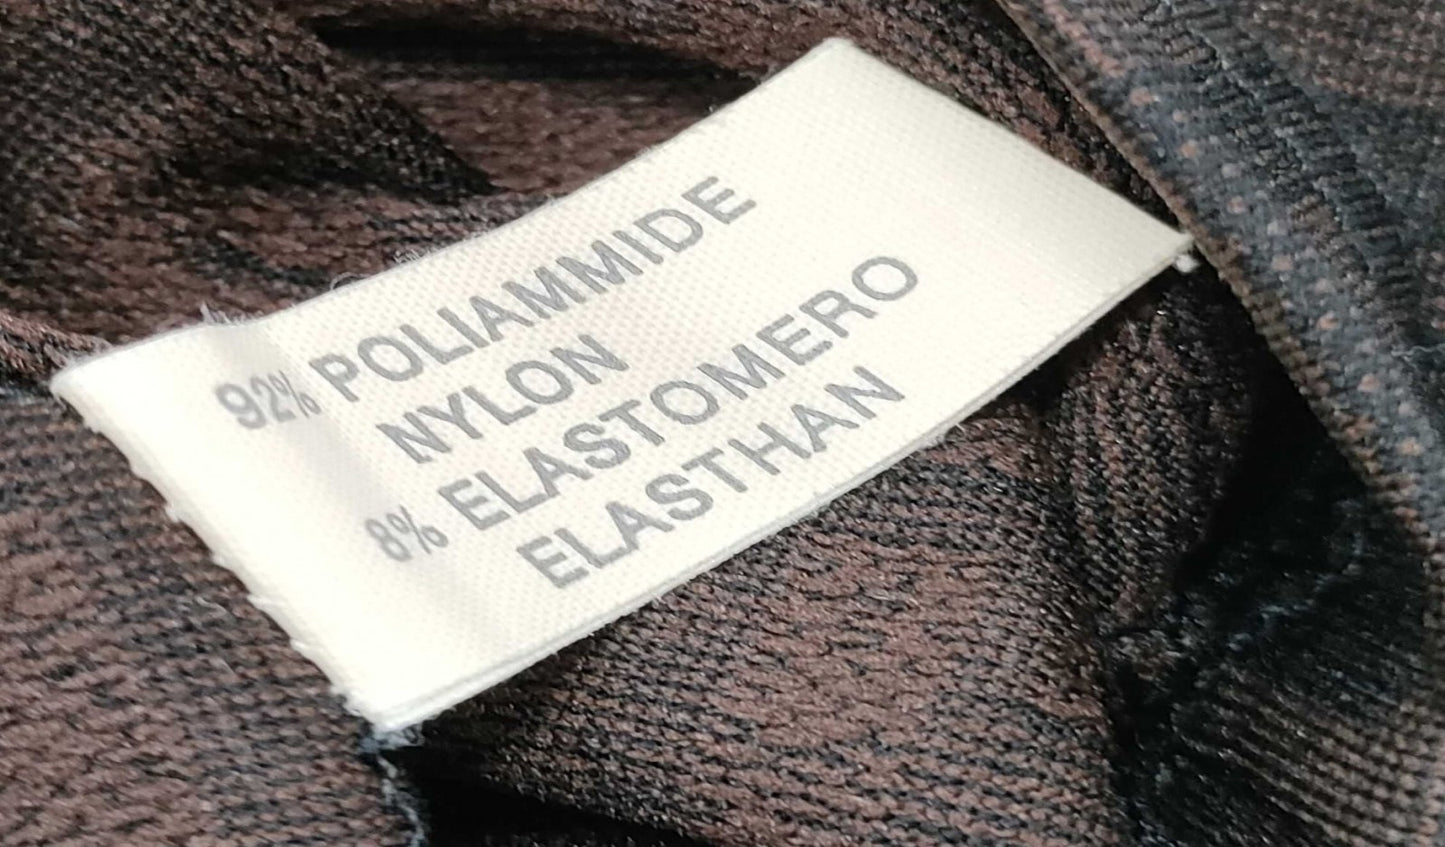 92% POLIAMMIDE
NYLON
8% ELASTOMERO
ELASTHAN